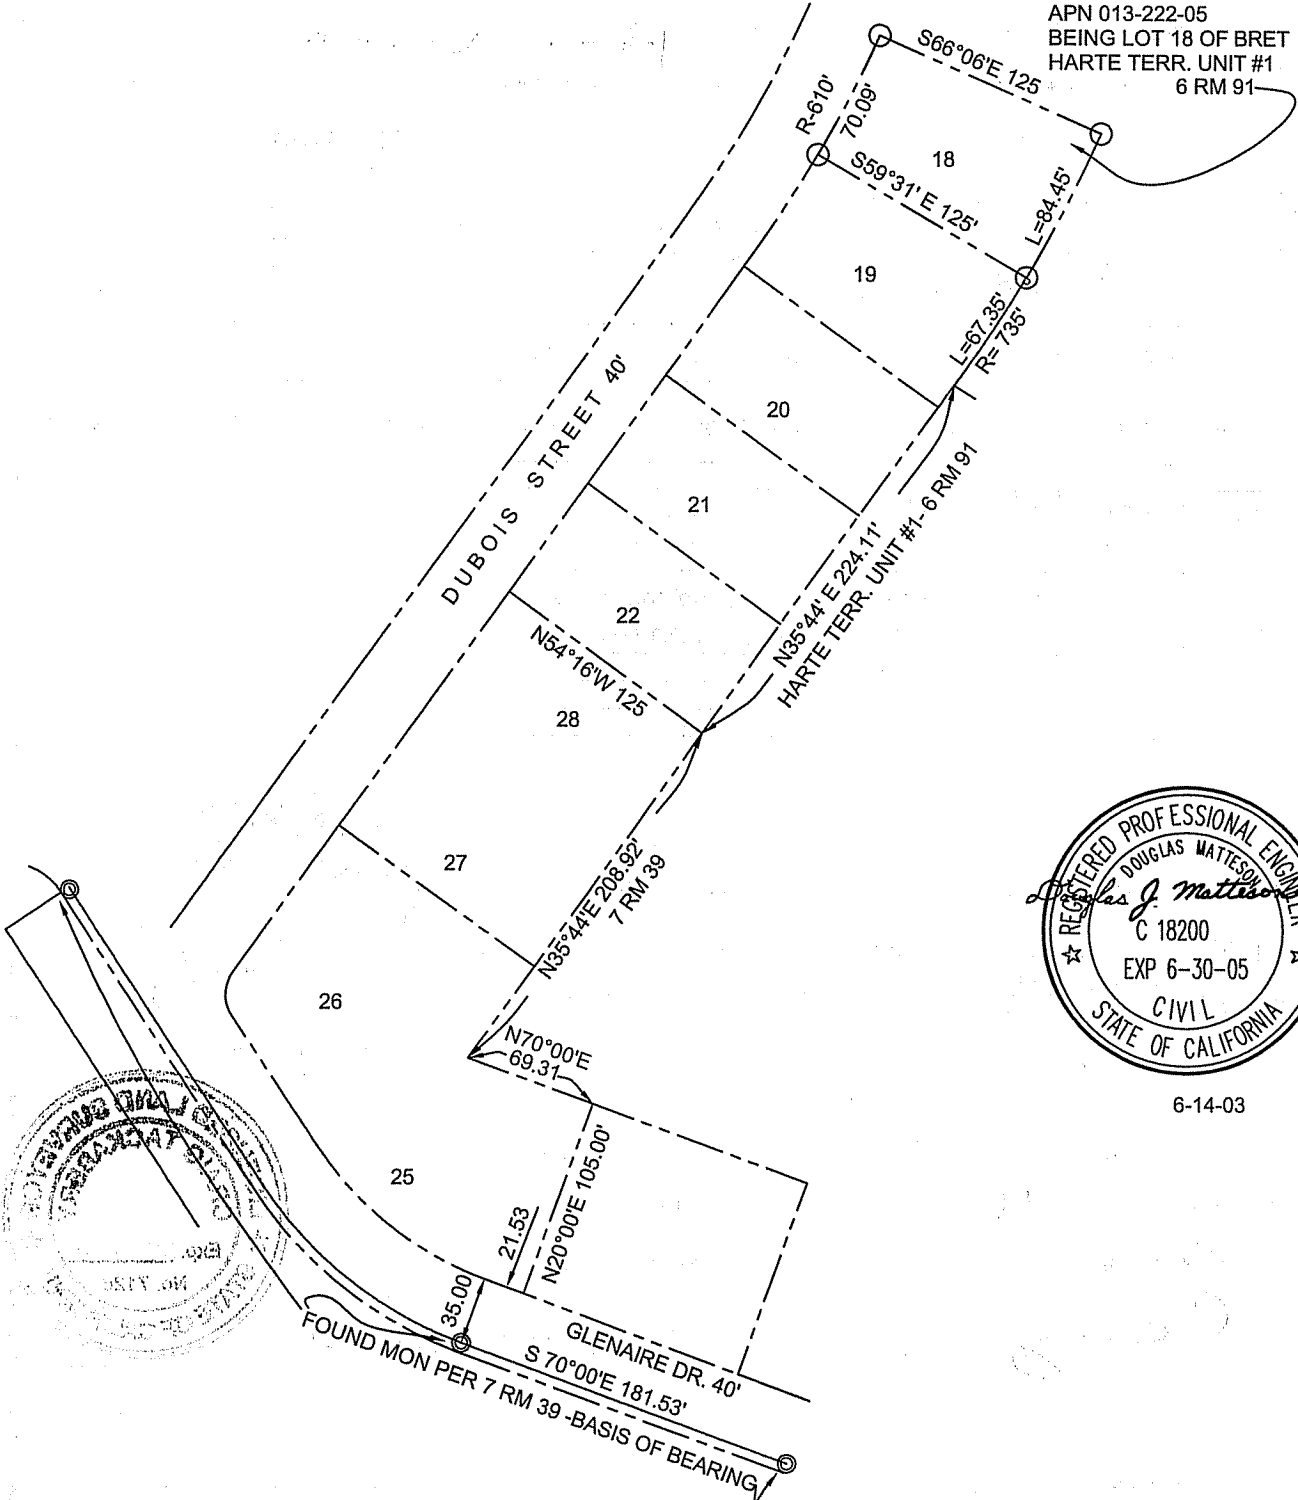 APN 013-222-05
BEING LOT 18 OF BRET
HARTE TERR. UNIT #1
6 RM 91
S66°06'E 125
R-610'
70.09'
18
S59°31' E 125'
L=84.45'
19
L=67.35'
R= 735'
DUBOIS STREET 40'
20
21
N35°44' E 224.11'
HARTE TERR. UNIT #1- 6 RM 91
22
N54°16'W 125
28
27
N35°44'E 208.92'
7 RM 39
26
N70°00'E
69.31
25
N20°00'E 105.00'
21.53
35.00
GLENAIRE DR. 40'
S 70°00'E 181.53'
FOUND MON PER 7 RM 39 -BASIS OF BEARING
REGISTERED PROFESSIONAL ENGINEER
DOUGLAS MATTESON
Douglas J. Matteson
C 18200
EXP 6-30-05
CIVIL
STATE OF CALIFORNIA
6-14-03
Exp.